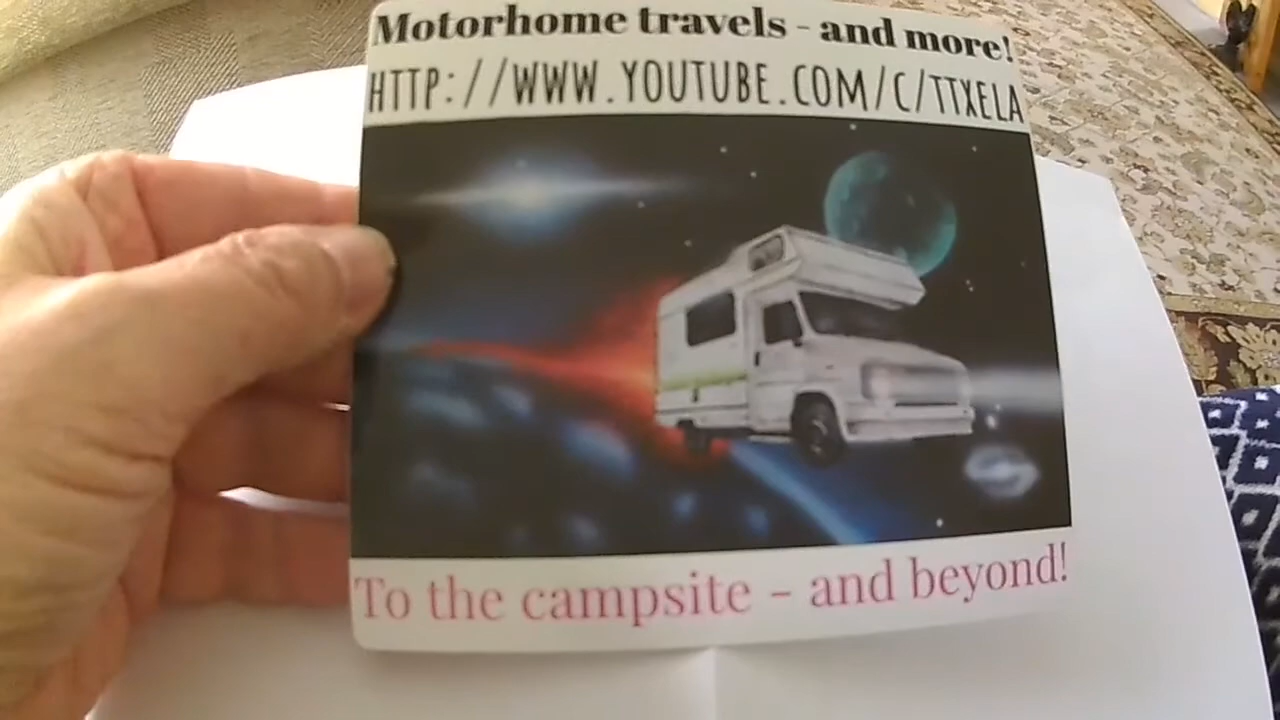 Motorhome travels - and more!
HTTP://WWW.YOUTUBE.COM/C/TTXELA
To the campsite - and beyond!